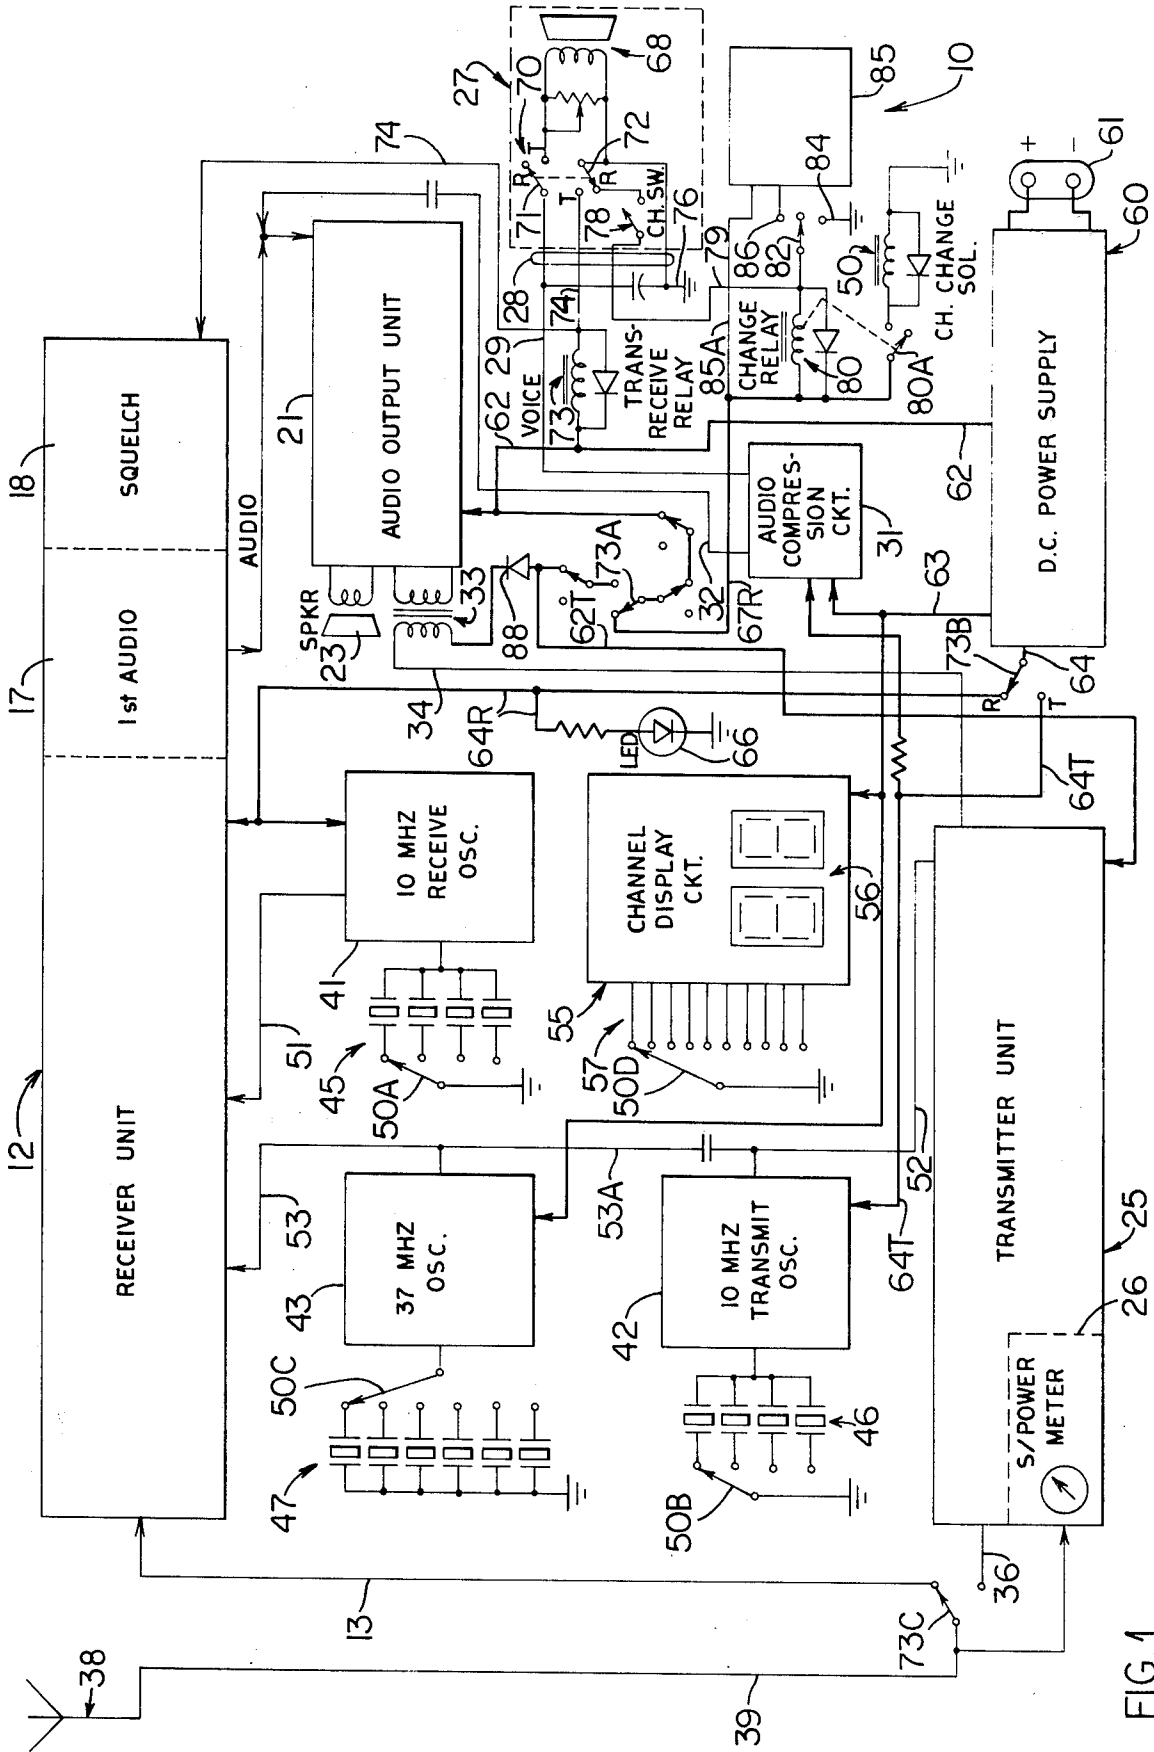 12
17
18
RECEIVER UNIT
1st AUDIO
SQUELCH
38
13
39
53
51
AUDIO
74
47
50C
43
37 MHZ
OSC.
45
50A
41
10 MHZ
RECEIVE
OSC.
64R
34
SPKR
23
33
21
AUDIO OUTPUT UNIT
27
70
68
R
T
71
72
T
R
78
CH. SW.
76
28
29
VOICE
74
73
62
TRANS-
RECEIVE
RELAY
79
85A
88
62T
73A
32
67R
LED
66
53A
55
57
50D
CHANNEL
DISPLAY
CKT.
56
50B
46
42
10 MHZ
TRANSMIT
OSC.
64T
52
AUDIO
COMPRES-
SION
CKT.
31
63
62
CHANGE
RELAY
80
80A
82
86
84
85
10
50
CH. CHANGE
SOL.
73B
R
T
64
64T
D.C. POWER SUPPLY
60
61
+
-
73C
36
S/POWER
METER
26
25
TRANSMITTER UNIT
FIG. 1